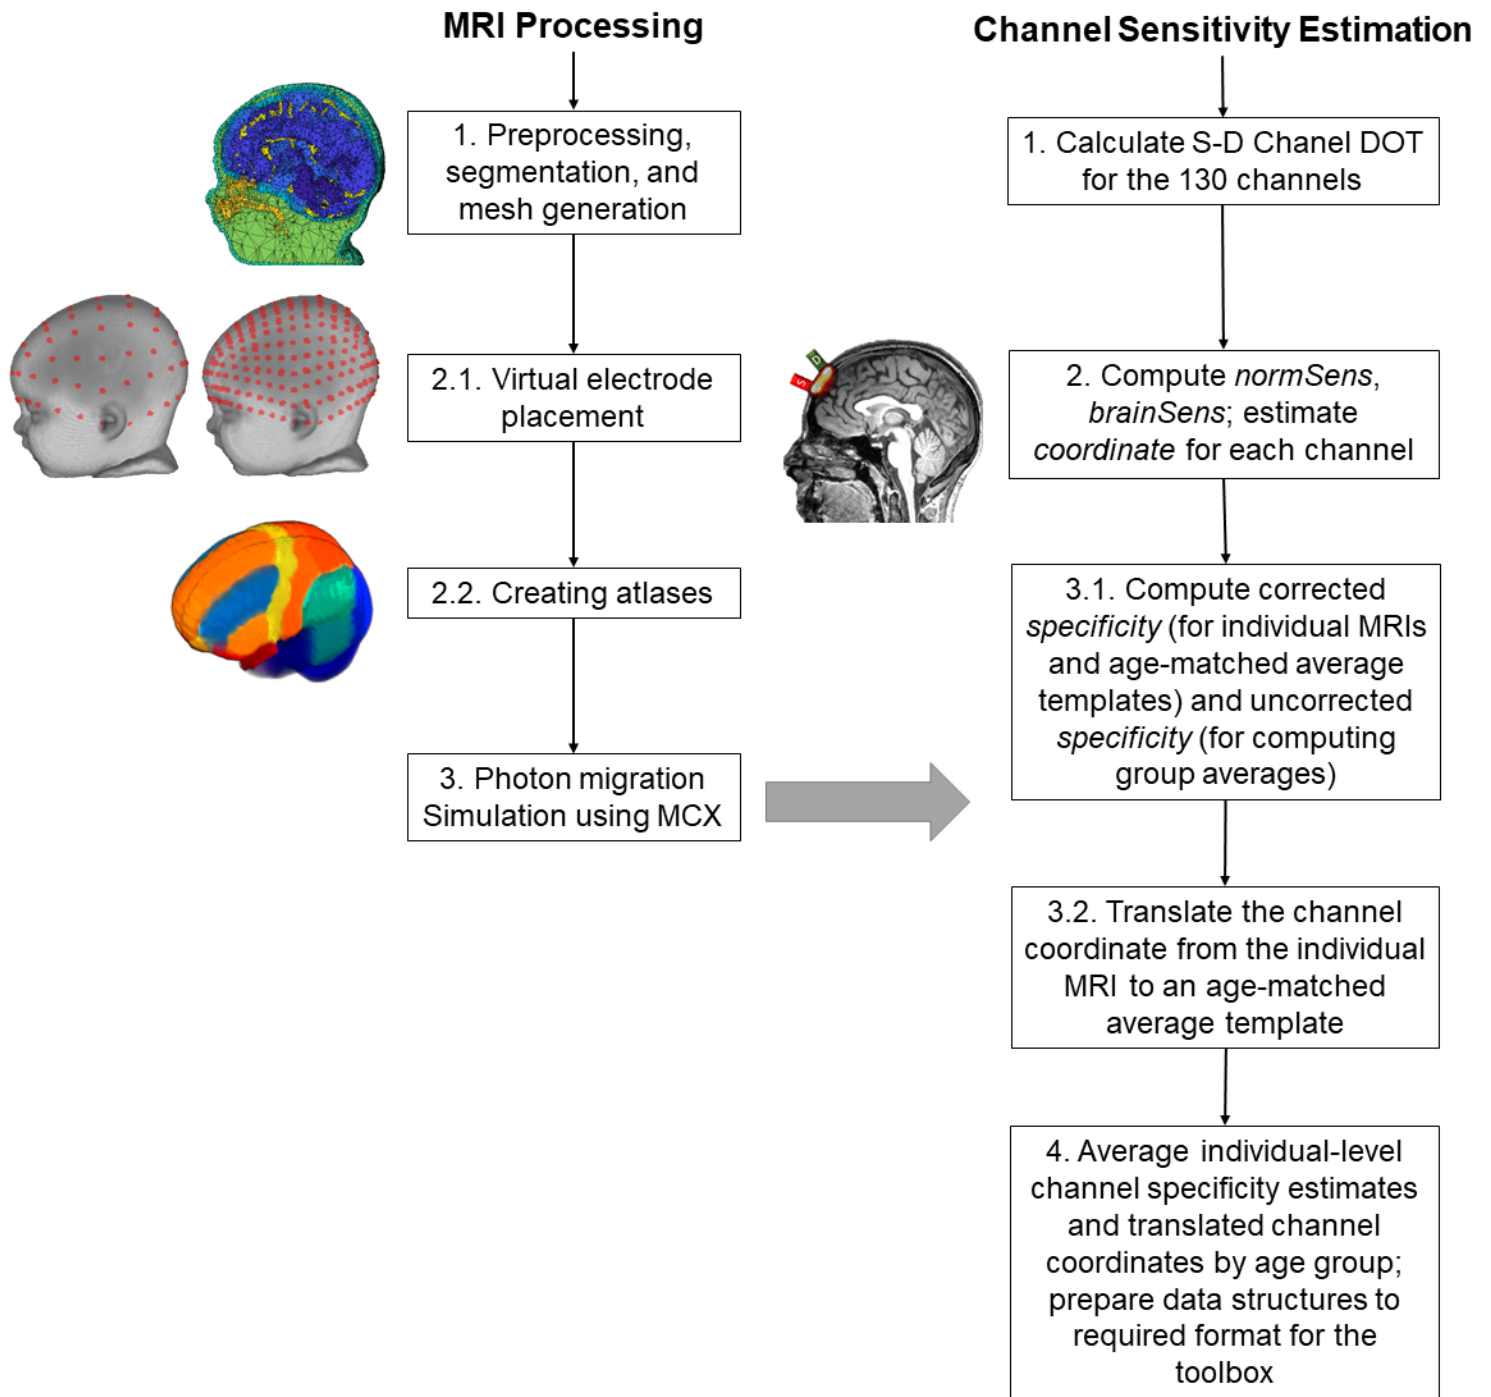 MRI Processing
1. Preprocessing,
segmentation, and
mesh generation
2.1. Virtual electrode
placement
2.2. Creating atlases
3. Photon migration
Simulation using MCX
Channel Sensitivity Estimation
1. Calculate S-D Chanel DOT
for the 130 channels
S
D
2. Compute normSens,
brainSens; estimate
coordinate for each channel
3.1. Compute corrected
specificity (for individual MRIs
and age-matched average
templates) and uncorrected
specificity (for computing
group averages)
3.2. Translate the channel
coordinate from the individual
MRI to an age-matched
average template
4. Average individual-level
channel specificity estimates
and translated channel
coordinates by age group;
prepare data structures to
required format for the
toolbox